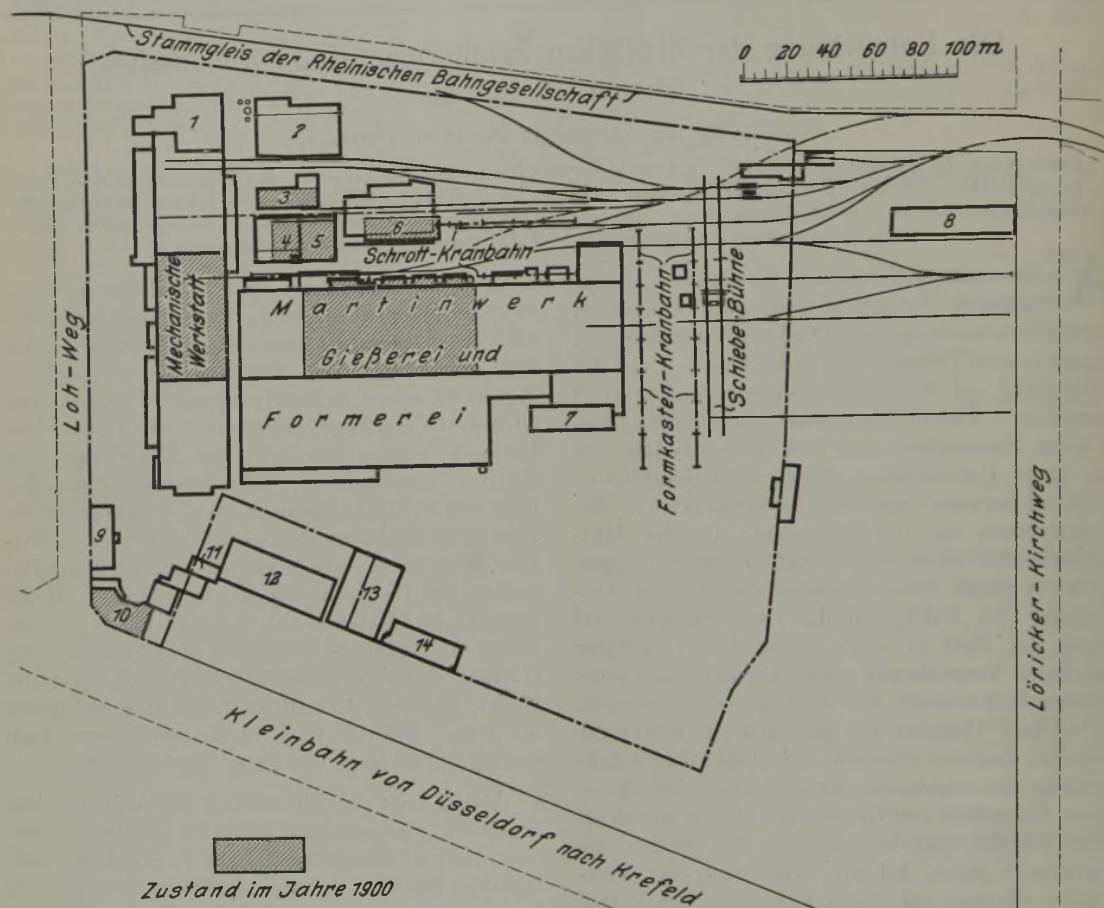 Stammgleis der Rheinischen Bahngesellschaft
0 20 40 60 80 100 m
1
2
3
4
5
6
8
Schrott-Kranbahn
Mechanische
Werkstatt
Martinwerk
Gießerei und
Formerei
7
Formkasten-Kranbahn
Schiebe-Bühne
Loh-Weg
Löricker-Kirchweg
9
10
11
12
13
14
Kleinbahn von Düsseldorf nach Krefeld
Zustand im Jahre 1900